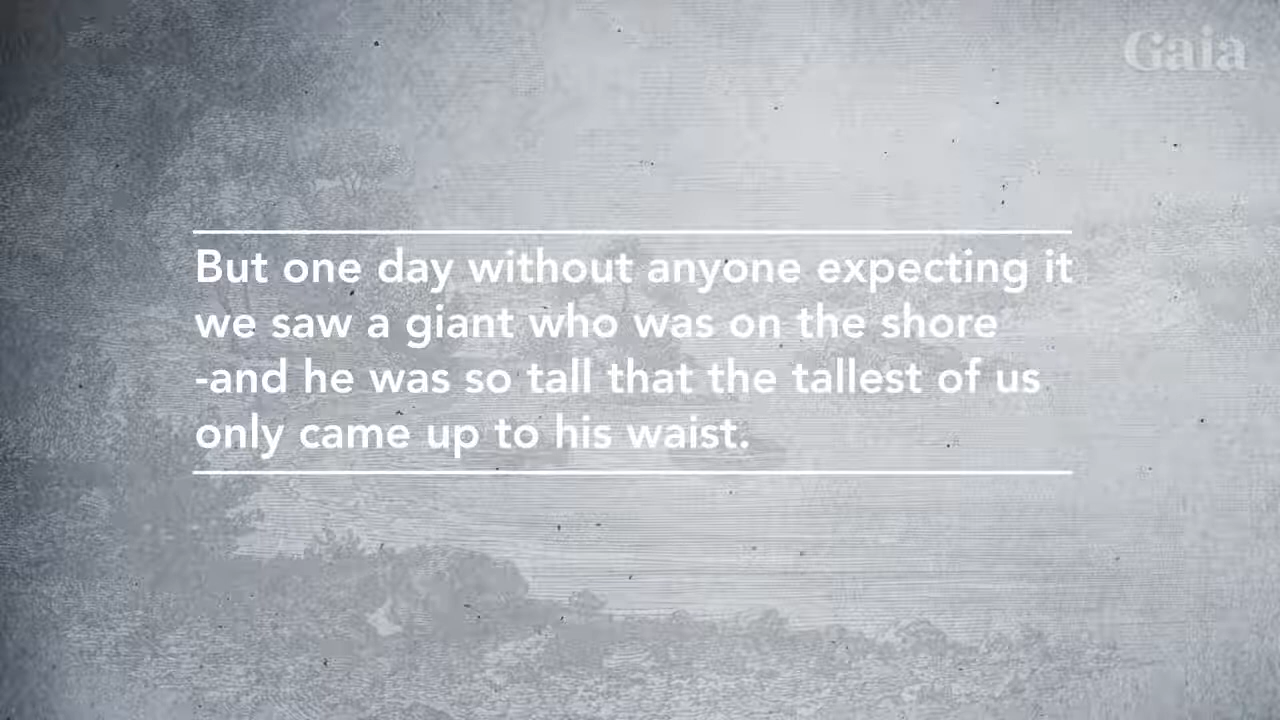 Gaia
But one day without anyone expecting it
we saw a giant who was on the shore
-and he was so tall that the tallest of us
only came up to his waist.